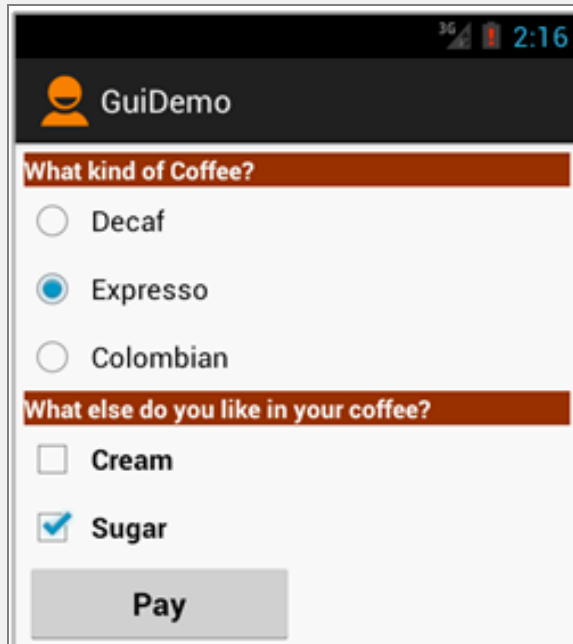 3G 2:16
GuiDemo
What kind of Coffee?
Decaf
Expresso
Colombian
What else do you like in your coffee?
Cream
Sugar
Pay